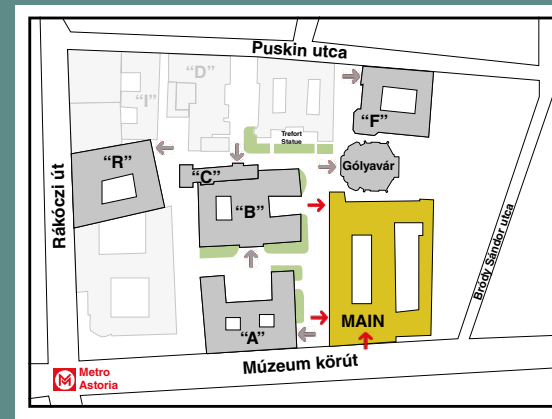 Puskin utca
"D"
"I"
"F"
Trefort
Statue
"R"
"C"
Gólyavár
"B"
Rákóczi út
Bródy Sándor utca
MAIN
"A"
Múzeum körút
M
Metro
Astoria